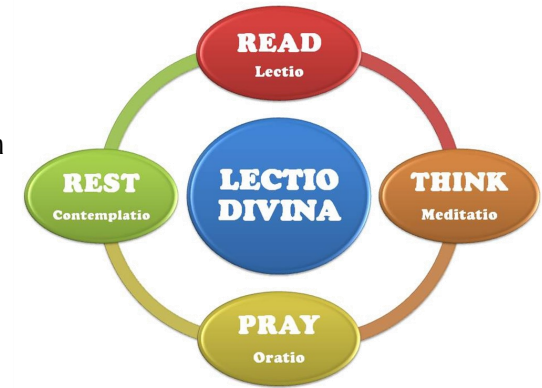 READ
Lectio
REST
Contemplatio
LECTIO
DIVINA
THINK
Meditatio
PRAY
Oratio